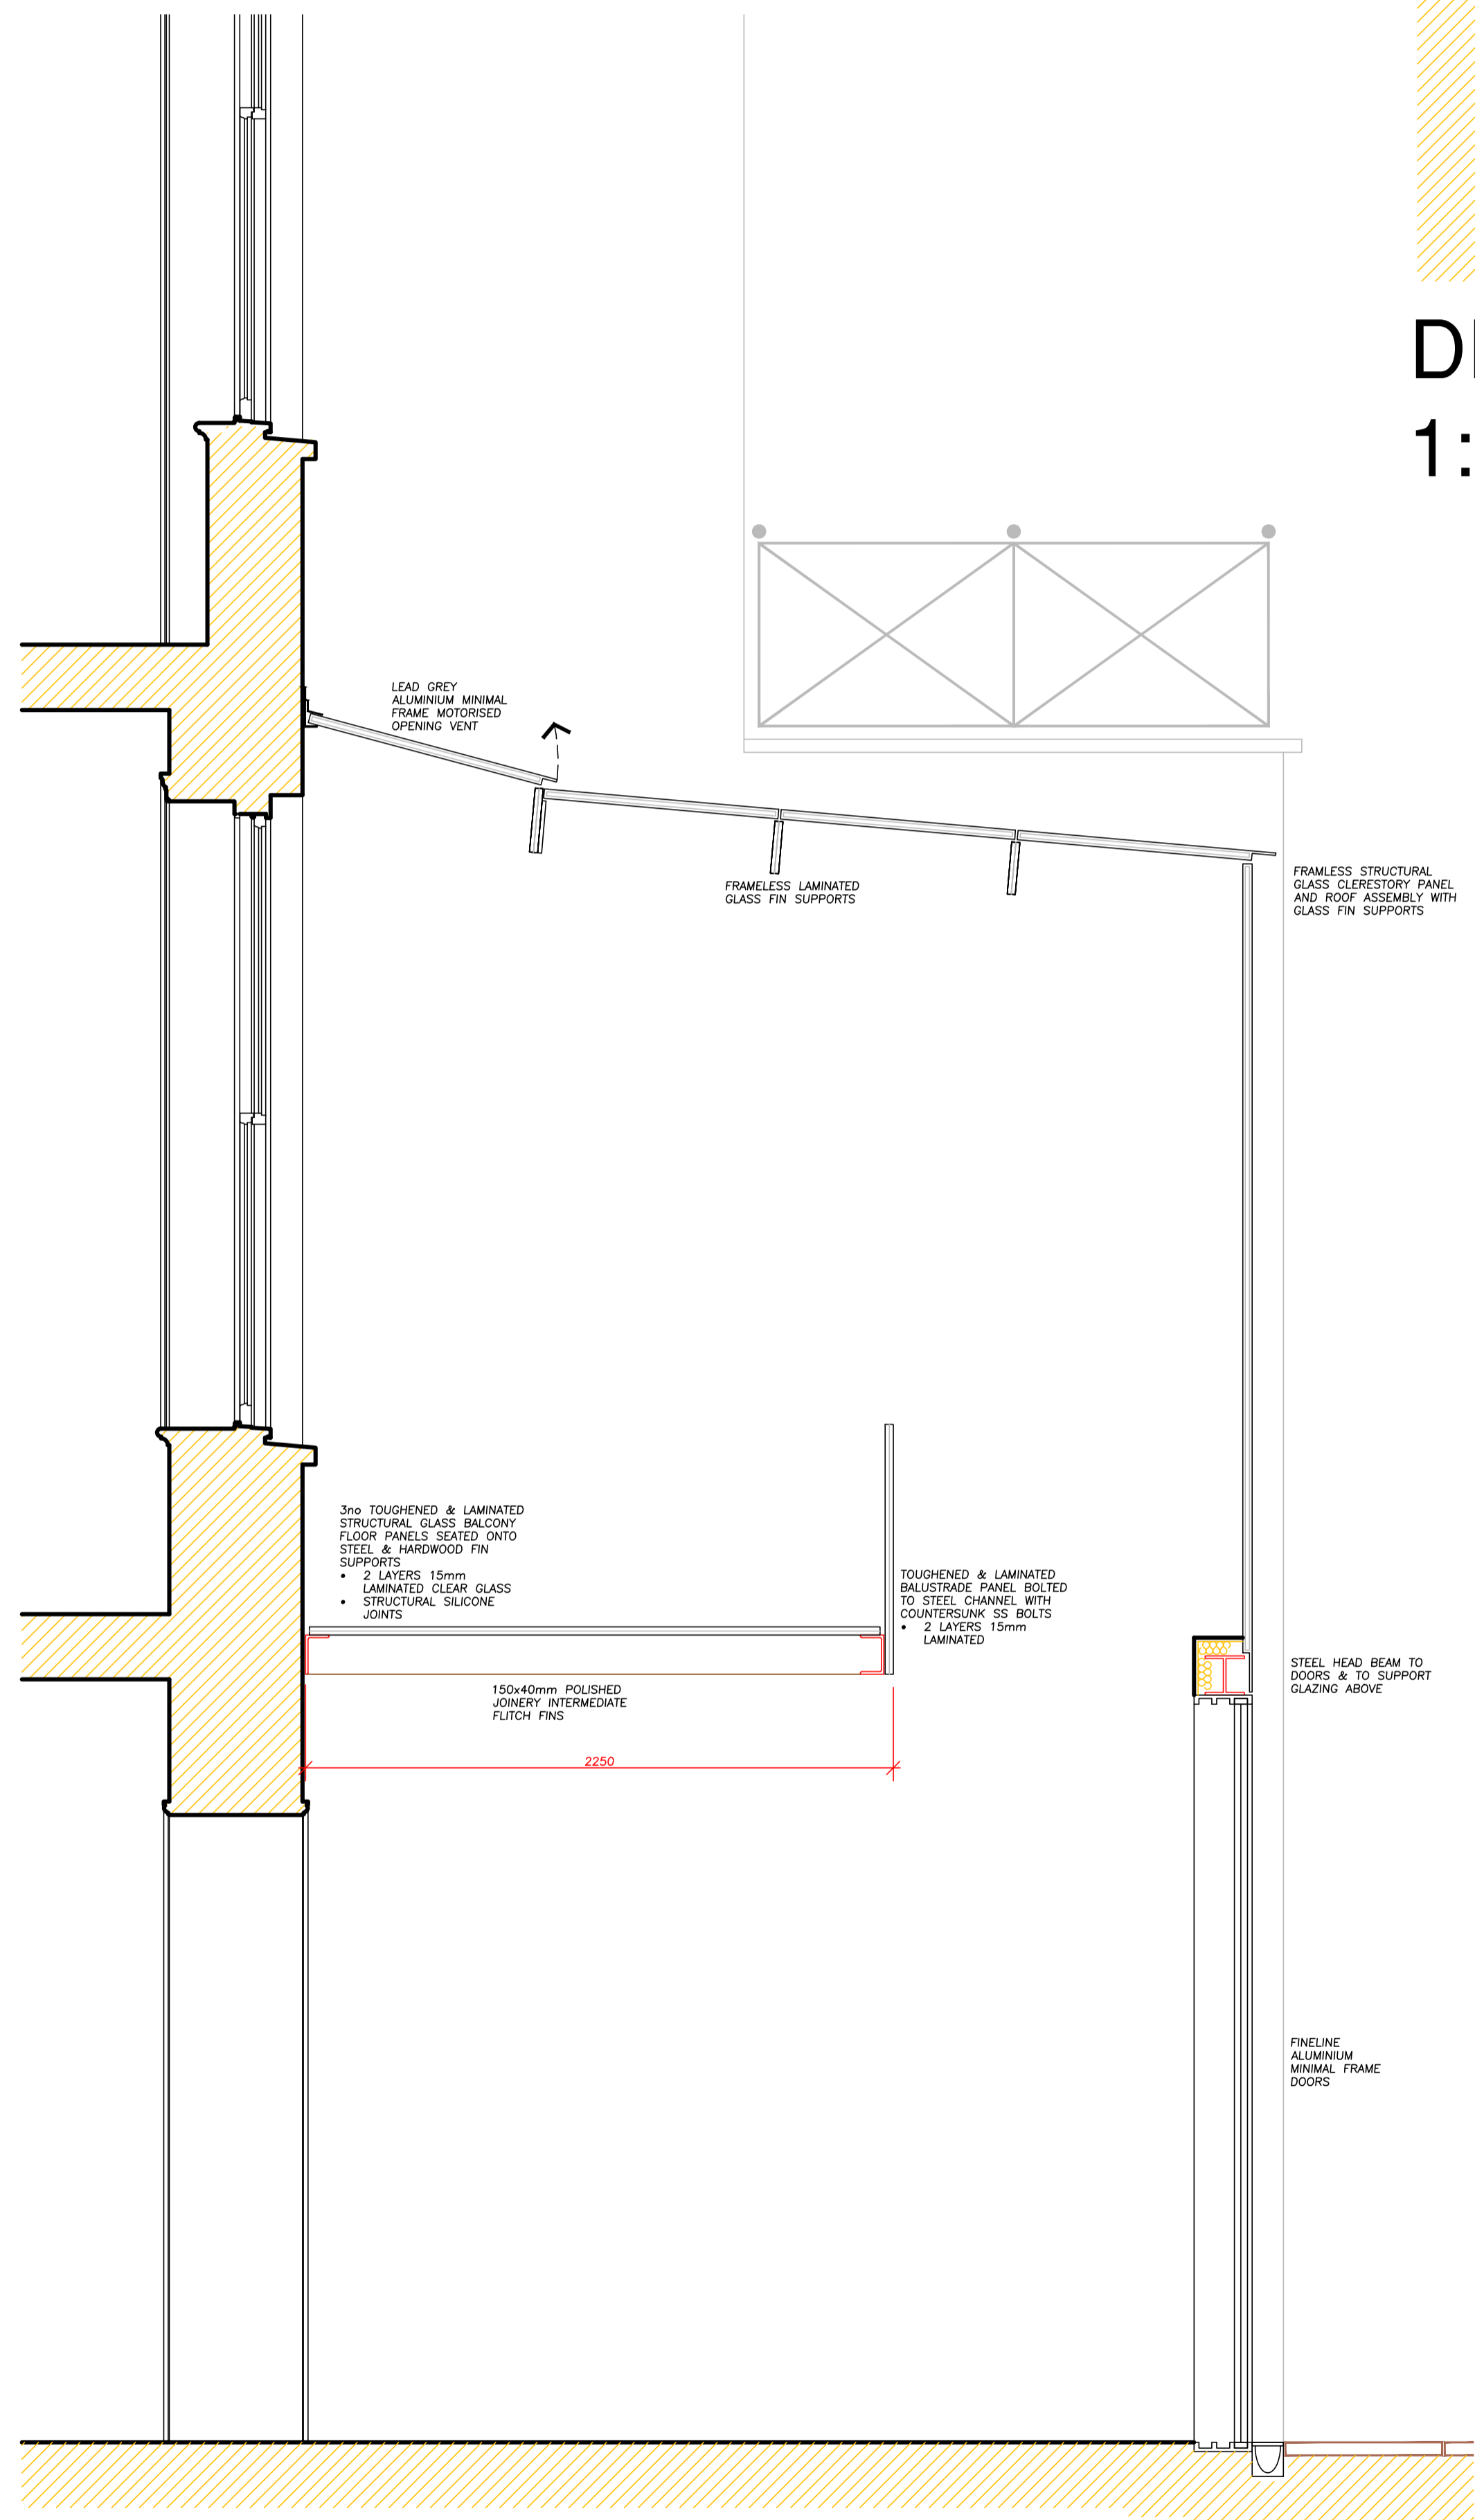 D
1:
LEAD GREY
ALUMINIUM MINIMAL
FRAME MOTORISED
OPENING VENT
FRAMELESS LAMINATED
GLASS FIN SUPPORTS
FRAMLESS STRUCTURAL
GLASS CLERESTORY PANEL
AND ROOF ASSEMBLY WITH
GLASS FIN SUPPORTS
3no TOUGHENED & LAMINATED
STRUCTURAL GLASS BALCONY
FLOOR PANELS SEATED ONTO
STEEL & HARDWOOD FIN
SUPPORTS
• 2 LAYERS 15mm
LAMINATED CLEAR GLASS
• STRUCTURAL SILICONE
JOINTS
TOUGHENED & LAMINATED
BALUSTRADE PANEL BOLTED
TO STEEL CHANNEL WITH
COUNTERSUNK SS BOLTS
• 2 LAYERS 15mm
LAMINATED
STEEL HEAD BEAM TO
DOORS & TO SUPPORT
GLAZING ABOVE
150x40mm POLISHED
JOINERY INTERMEDIATE
FLITCH FINS
2250
FINELINE
ALUMINIUM
MINIMAL FRAME
DOORS